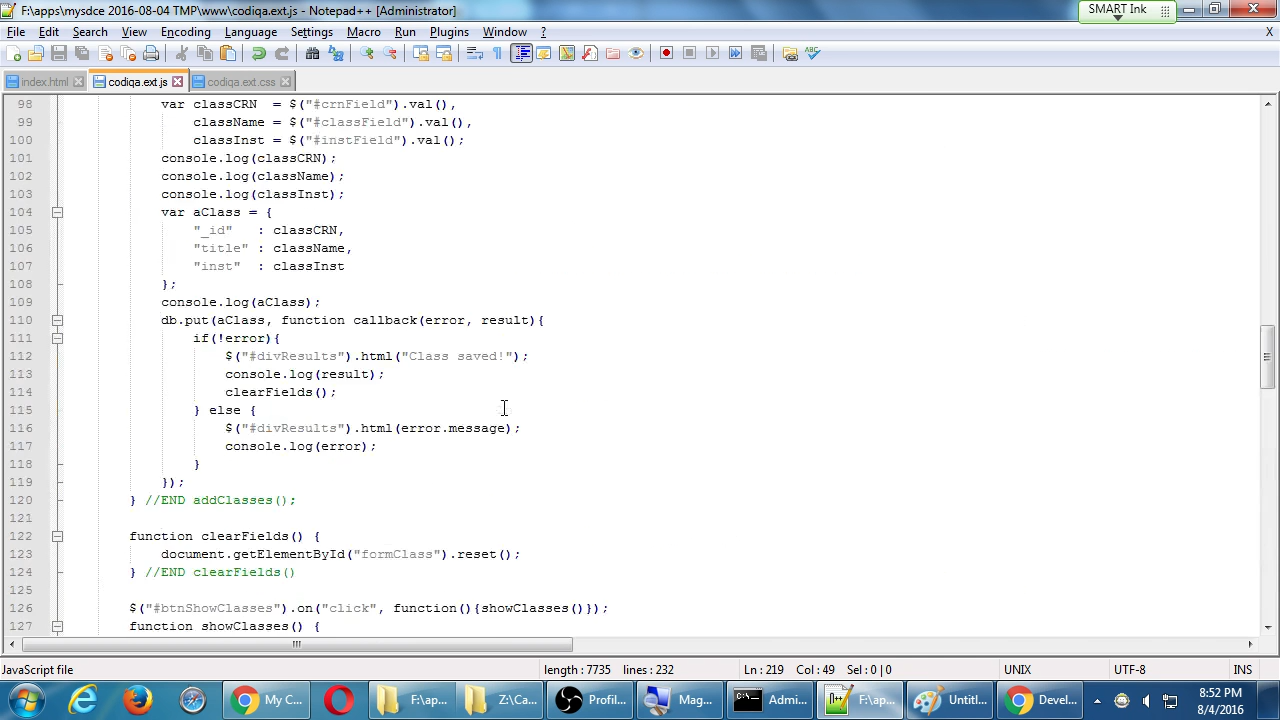 F:\apps\mysdce 2016-08-04 TMP\www\codiqa.ext.js - Notepad++ [Administrator]
SMART Ink
File Edit Search View Encoding Language Settings Macro Run Plugins Window ?
X
index.html codiqa.ext.js codiqa.ext.css
98 var classCRN = $("#crnField").val(),
99 className = $("#classField").val(),
100 classInst = $("#instField").val();
101 console.log(classCRN);
102 console.log(className);
103 console.log(classInst);
104 var aClass = {
105 "_id" : classCRN,
106 "title" : className,
107 "inst" : classInst
108 };
109 console.log(aClass);
110 db.put(aClass, function callback(error, result){
111 if(!error){
112 $("#divResults").html("Class saved!");
113 console.log(result);
114 clearFields();
115 } else {
116 $("#divResults").html(error.message);
117 console.log(error);
118 }
119 });
120 } //END addClasses();
121
122 function clearFields() {
123 document.getElementById("formClass").reset();
124 } //END clearFields()
125
126 $("#btnShowClasses").on("click", function(){showClasses()});
127 function showClasses() {
JavaScript file length : 7735 lines : 232 Ln : 219 Col : 49 Sel : 0 | 0 UNIX UTF-8 INS
My C... F:\ap... Z:\Ca... Profil... Mag... Admi... F:\ap... Untitl... Devel... 8:52 PM
8/4/2016